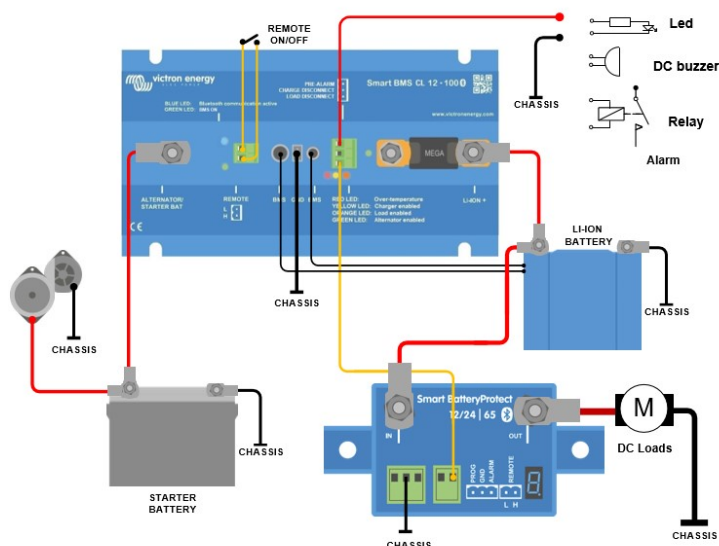 REMOTE
ON/OFF
victron energy
BLUE POWER
PRE-ALARM
CHARGE DISCONNECT
LOAD DISCONNECT
Smart BMS CL 12 - 100
BLUE LED: Bluetooth communication active
GREEN LED: BMS ON
www.victronenergy.com
MEGA
ALTERNATOR/
STARTER BAT
REMOTE
L
H
BMS
GND
BMS
RED LED: Over-temperature
YELLOW LED: Charger enabled
ORANGE LED: Load enabled
GREEN LED: Alternator enabled
LI-ION +
CE
CHASSIS
Led
DC buzzer
Relay
Alarm
LI-ION
BATTERY
CHASSIS
CHASSIS
CHASSIS
CHASSIS
STARTER
BATTERY
Smart BatteryProtect
12/24 | 65
IN
OUT
PROG
GND
ALARM
REMOTE
L H
CHASSIS
M
DC Loads
CHASSIS